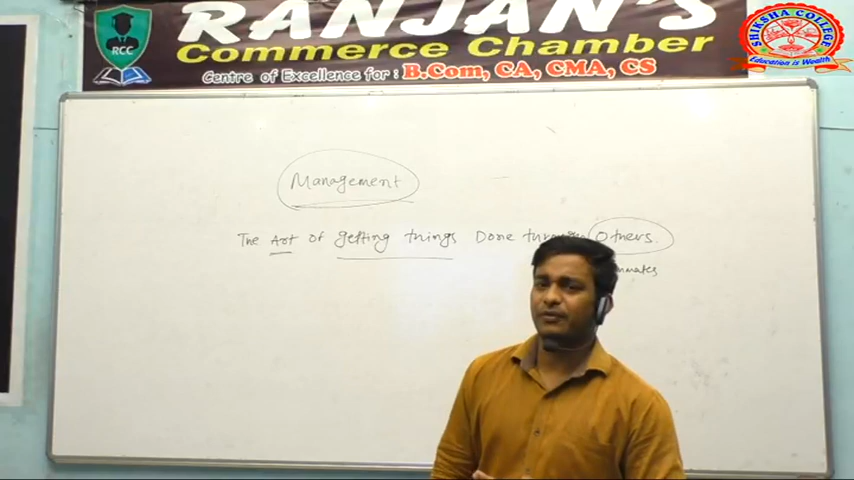 RANJAN'S
Commerce Chamber
Centre of Excellence for : B.Com, CA, CMA, CS
RCC
SHIKSHA COLLEGE
Education is Wealth
Management
The Art of getting things Done through Others.